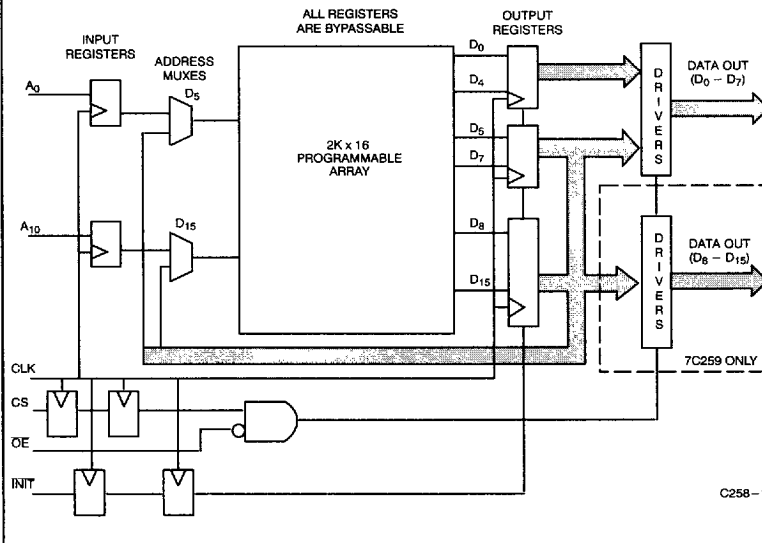 ALL REGISTERS
ARE BYPASSABLE
INPUT
REGISTERS
ADDRESS
MUXES
OUTPUT
REGISTERS
A0
D5
D0
D4
D5
D7
D8
D15
2K x 16
PROGRAMMABLE
ARRAY
DRIVERS
DATA OUT
(D0 – D7)
A10
D15
DRIVERS
DATA OUT
(D8 – D15)
7C259 ONLY
CLK
CS
OE
INIT
C258–